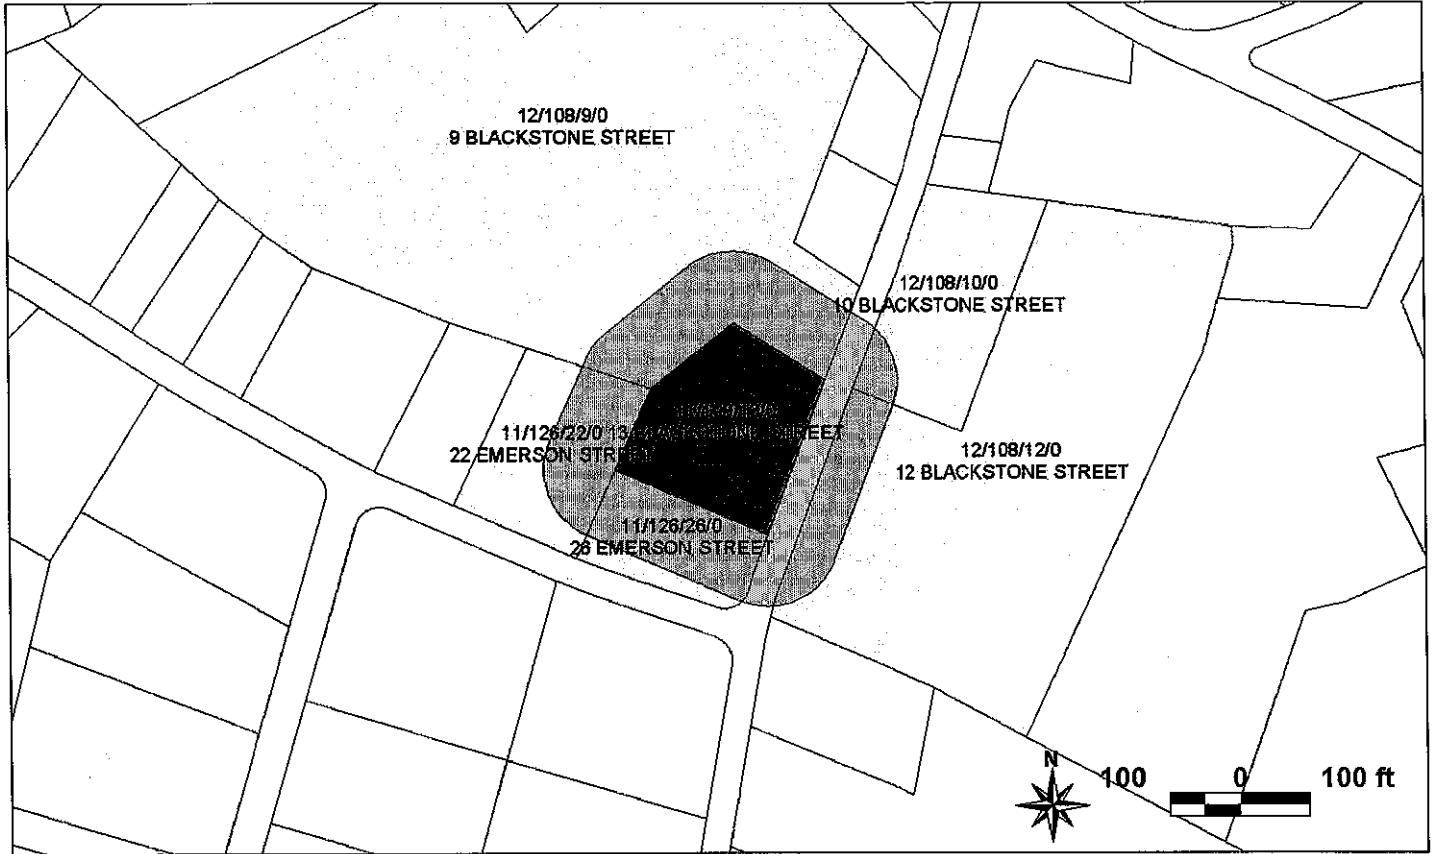 12/108/9/0
9 BLACKSTONE STREET
12/108/10/0
10 BLACKSTONE STREET
11/126/22/0 13 STREET
22 EMERSON STREET
12/108/12/0
12 BLACKSTONE STREET
11/126/26/0
26 EMERSON STREET
N
100 0 100 ft